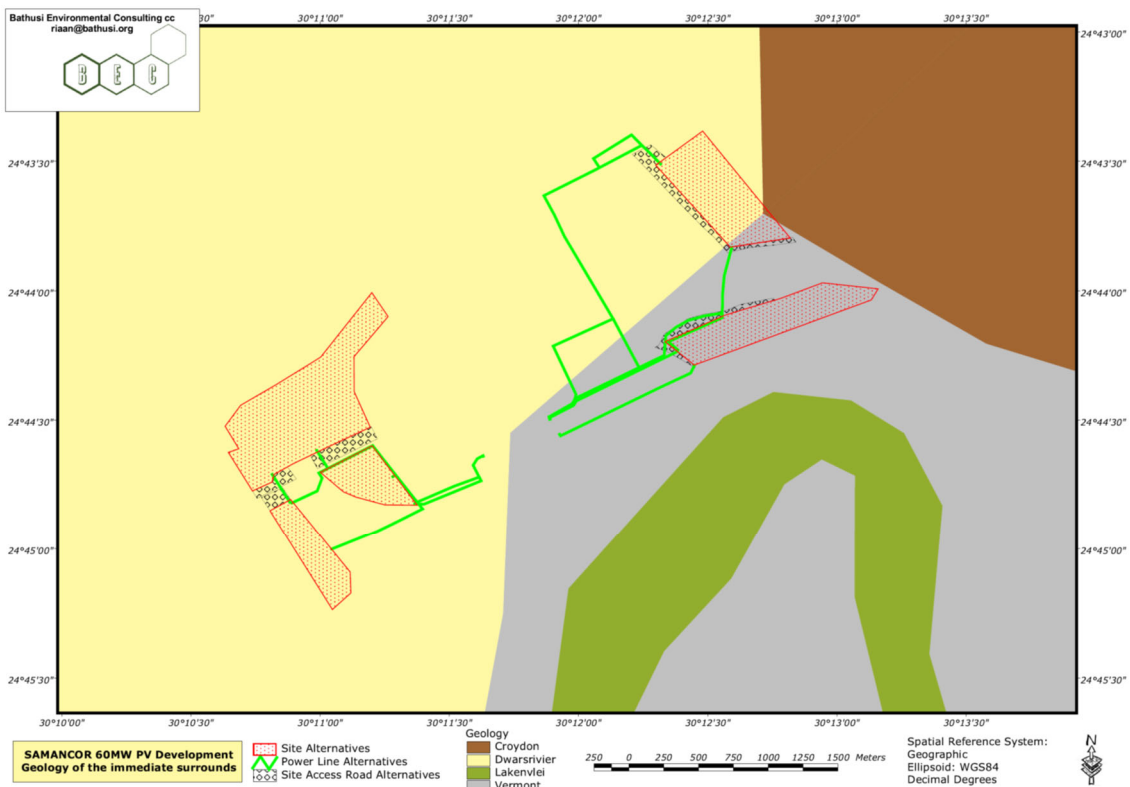 Bathusi Environmental Consulting cc
riaan@bathusi.org
B E C
30°11'00" 30°11'30" 30°12'00" 30°12'30" 30°13'00" 30°13'30"
24°43'00"
24°43'30" 24°43'30"
24°44'00" 24°44'00"
24°44'30" 24°44'30"
24°45'00" 24°45'00"
24°45'30" 24°45'30"
30°10'00" 30°10'30" 30°11'00" 30°11'30" 30°12'00" 30°12'30" 30°13'00" 30°13'30"
SAMANCOR 60MW PV Development
Geology of the immediate surrounds
Site Alternatives
Power Line Alternatives
Site Access Road Alternatives
Geology
Croydon
Dwarsrivier
Lakenvlei
Vermont
250 0 250 500 750 1000 1250 1500 Meters
Spatial Reference System:
Geographic
Ellipsoid: WGS84
Decimal Degrees
N